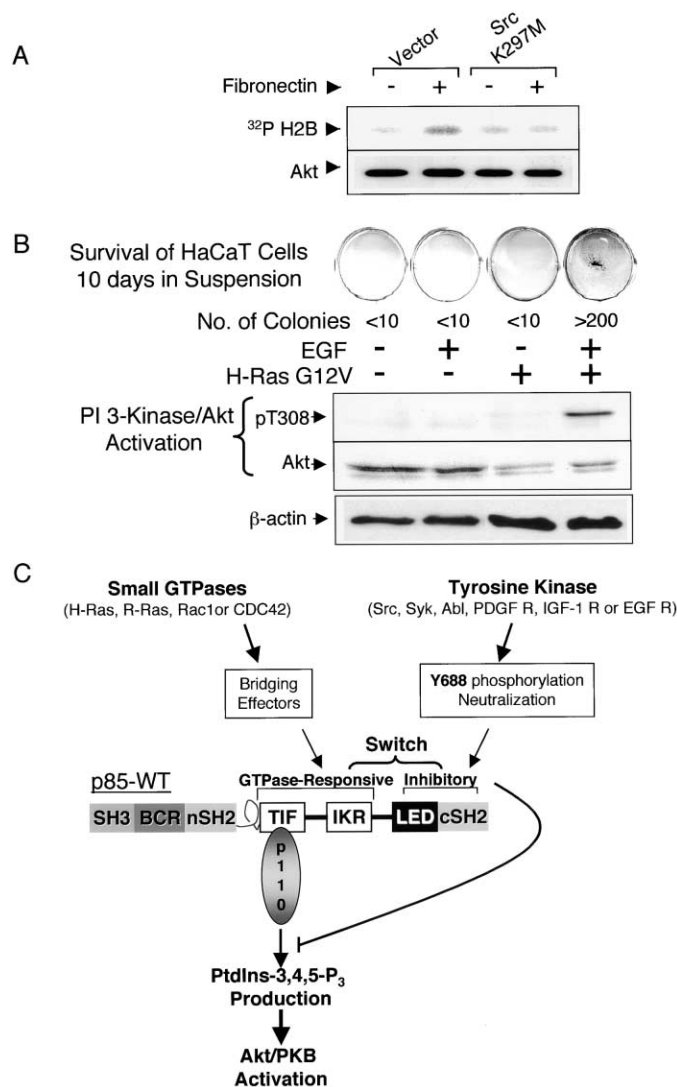 A
Vector
Src
K297M
Fibronectin - + - +
32P H2B
Akt
B
Survival of HaCaT Cells
10 days in Suspension
No. of Colonies <10 <10 <10 >200
EGF - + - +
H-Ras G12V - - + +
PI 3-Kinase/Akt
Activation
pT308
Akt
β-actin
C
Small GTPases
(H-Ras, R-Ras, Rac1or CDC42)
Tyrosine Kinase
(Src, Syk, Abl, PDGF R, IGF-1 R or EGF R)
Bridging
Effectors
Y688 phosphorylation
Neutralization
Switch
p85-WT
GTPase-Responsive
Inhibitory
SH3 BCR nSH2 TIF IKR LED cSH2
p110
PtdIns-3,4,5-P3
Production
Akt/PKB
Activation